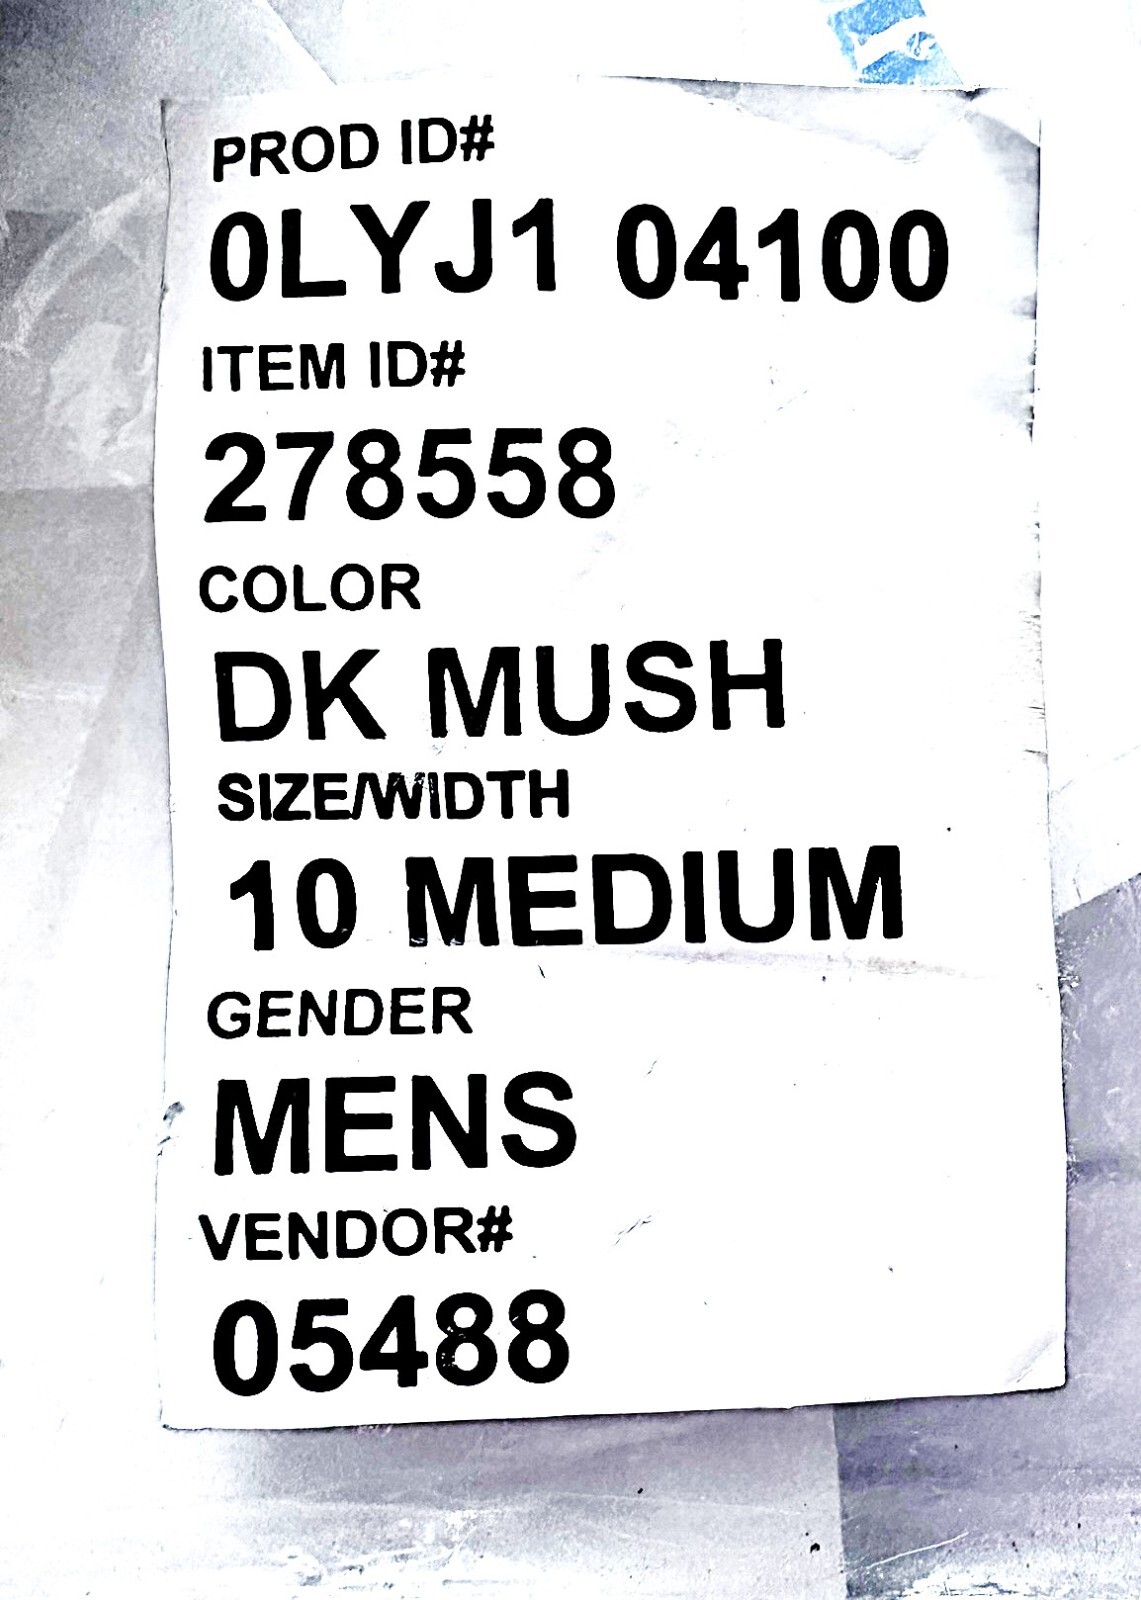 PROD ID#
0LYJ1 04100
ITEM ID#
278558
COLOR
DK MUSH
SIZE/WIDTH
10 MEDIUM
GENDER
MENS
VENDOR#
05488